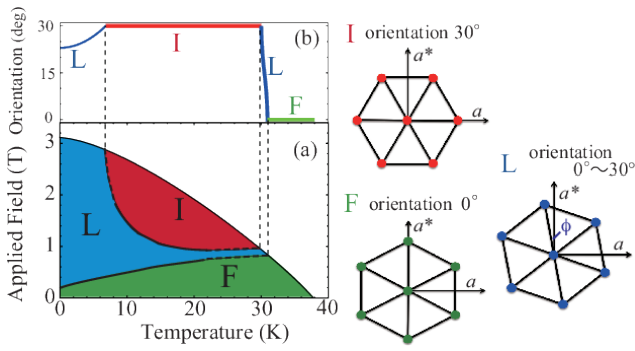 Orientation (deg)
30
15
0
(b)
L
I
L
F
Applied Field (T)
3
2
1
0
(a)
L
I
F
0
10
20
30
40
Temperature (K)
I orientation 30°
a*
a
F orientation 0°
a*
a
L orientation
0°～30°
a*
ϕ
a